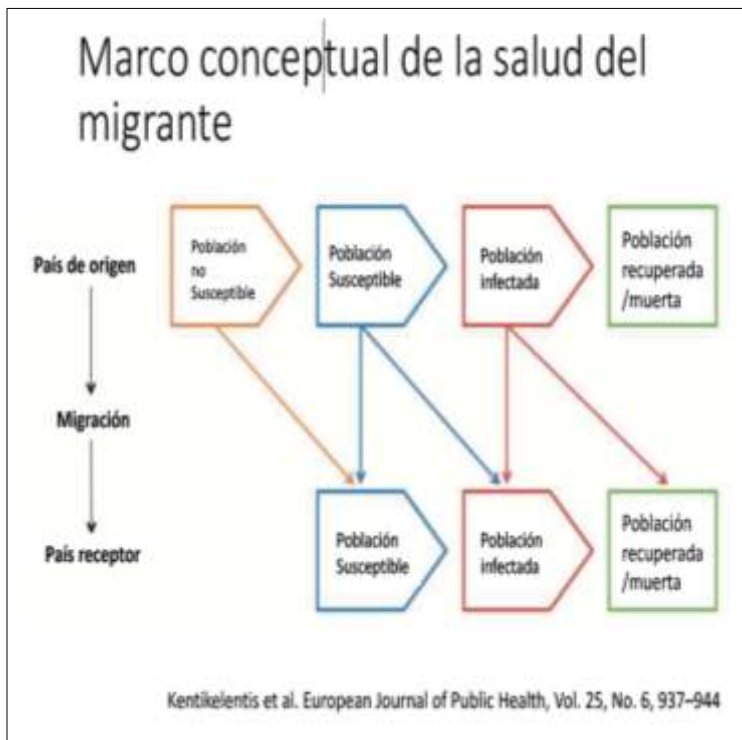 Marco conceptual de la salud del
migrante
País de origen
Población
no
Susceptible
Población
Susceptible
Población
infectada
Población
recuperada
/muerta
Migración
País receptor
Población
Susceptible
Población
infectada
Población
recuperada
/muerta
Kentikelentis et al. European Journal of Public Health, Vol. 25, No. 6, 937–944